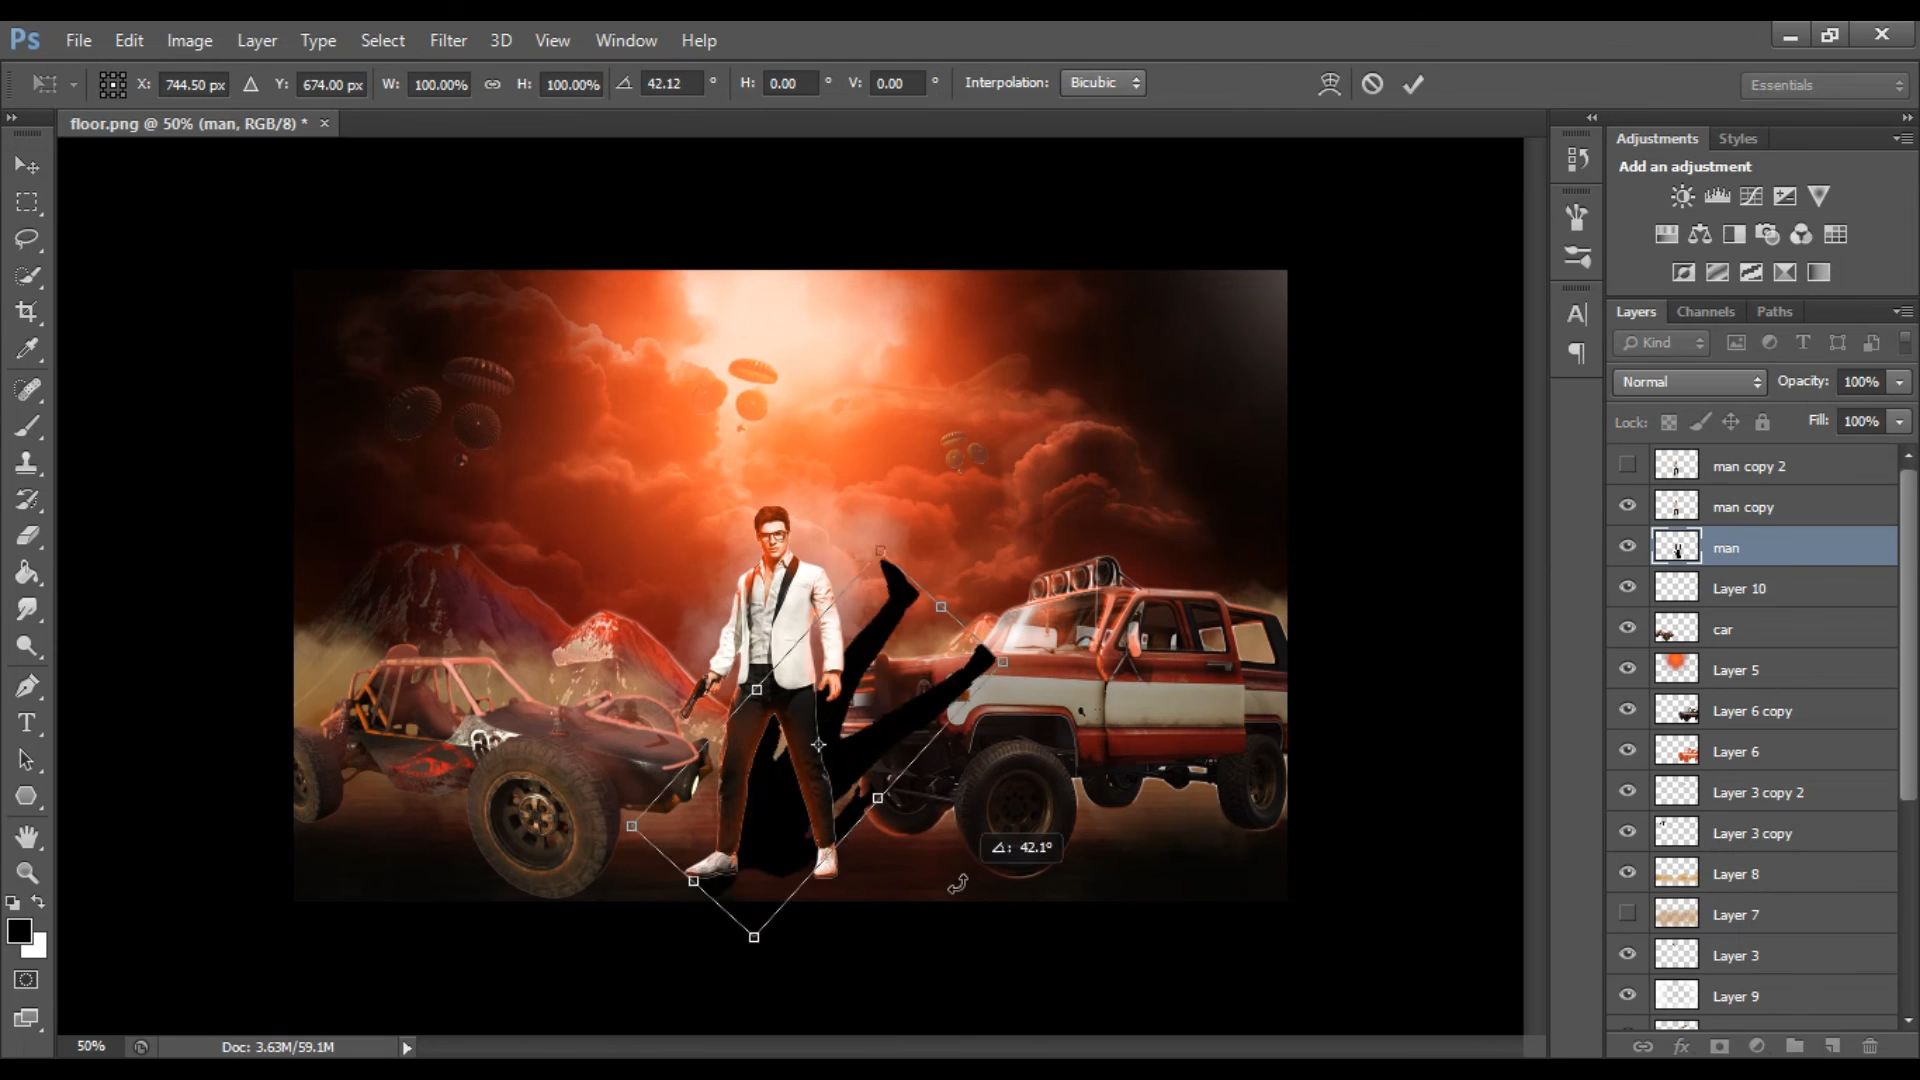 Ps File Edit Image Layer Type Select Filter 3D View Window Help
X: 744.50 px Y: 674.00 px W: 100.00% H: 100.00% 42.12 ° H: 0.00 ° V: 0.00 ° Interpolation: Bicubic Essentials
floor.png @ 50% (man, RGB/8) * ×
Adjustments Styles
Add an adjustment
Layers Channels Paths
Kind
Normal Opacity: 100%
Lock: Fill: 100%
man copy 2
man copy
man
Layer 10
car
Layer 5
Layer 6 copy
Layer 6
Layer 3 copy 2
Layer 3 copy
Layer 8
Layer 7
Layer 3
Layer 9
42.1°
50% Doc: 3.63M/59.1M